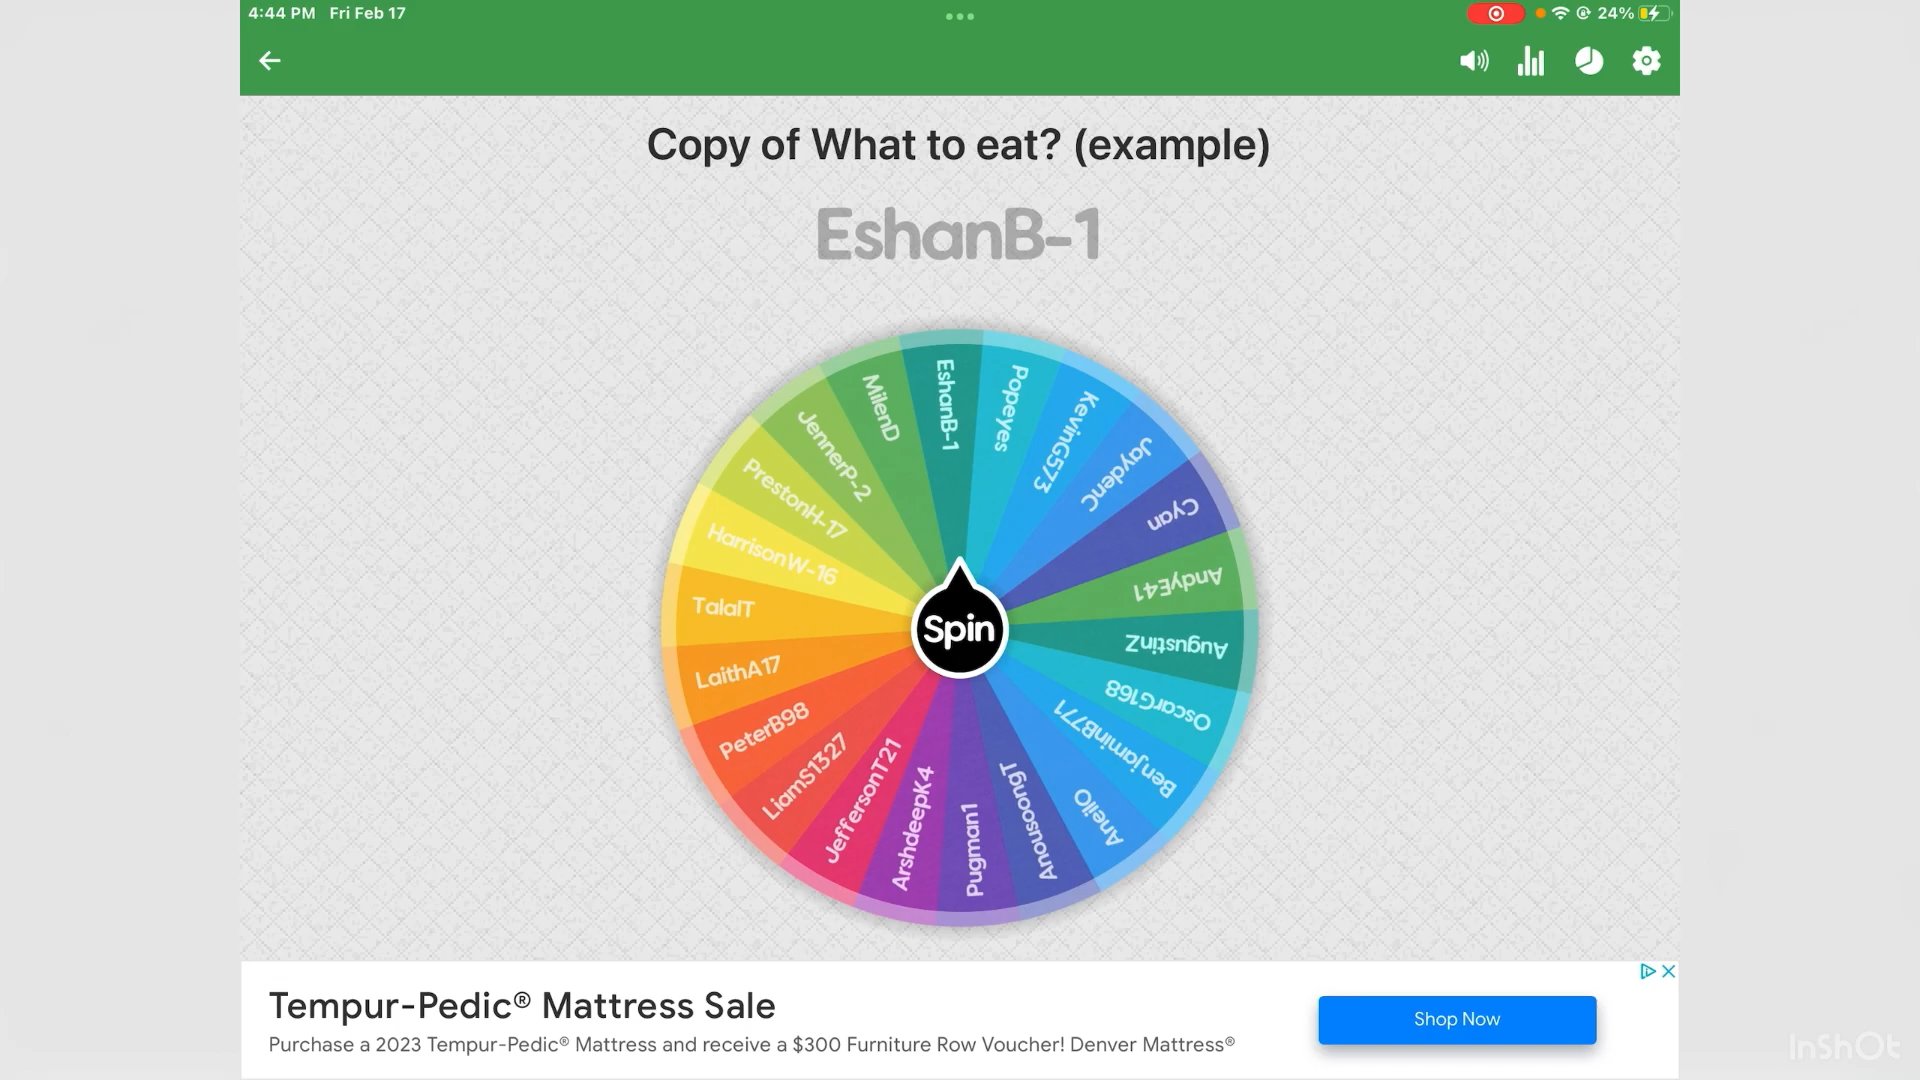 4:44 PM Fri Feb 17
24%
Copy of What to eat? (example)
EshanB-1
EshanB-1
Popeyes
KevinG573
JaydenC
Cyan
AndyE41
AugustinZ
OscarG168
BenjaminB771
AneilO
AnousoongT
Pugman1
ArshdeepK4
JeffersonT21
LiamS1327
PeterB98
LaithA17
TalalT
HarrisonW-16
PrestonH-17
JennerP-2
MilenD
Spin
Tempur-Pedic® Mattress Sale
Purchase a 2023 Tempur-Pedic® Mattress and receive a $300 Furniture Row Voucher! Denver Mattress®
Shop Now
InShOt